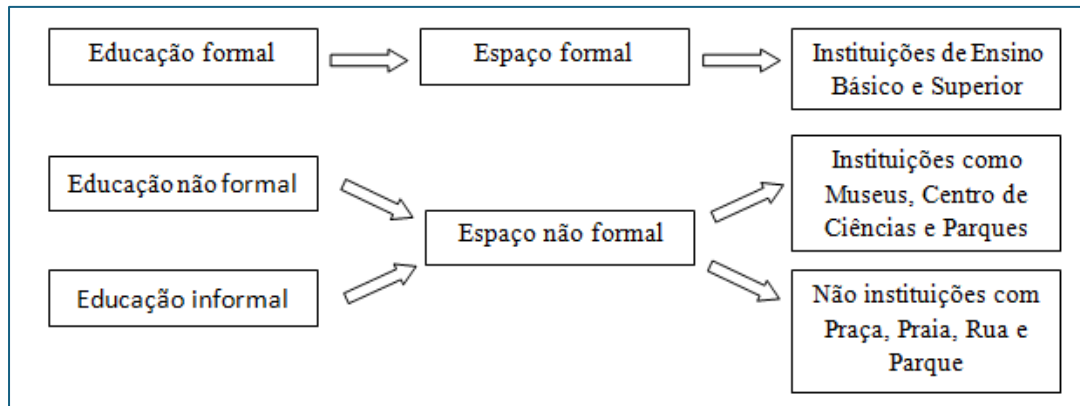 Educação formal
Espaço formal
Instituições de Ensino
Básico e Superior
Educação não formal
Educação informal
Espaço não formal
Instituições como
Museus, Centro de
Ciências e Parques
Não instituições com
Praça, Praia, Rua e
Parque